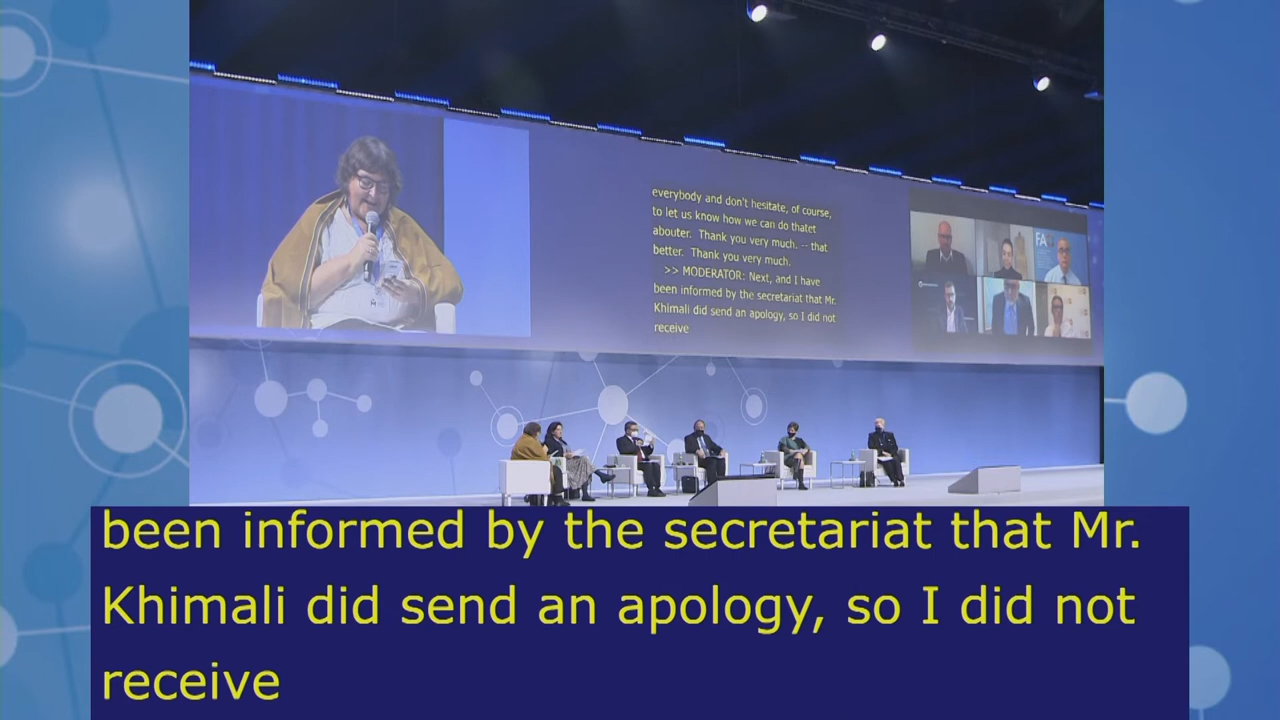 everybody and don't hesitate, of course,
to let us know how we can do thatet
abouter. Thank you very much. -- that
better. Thank you very much.
>> MODERATOR: Next, and I have
been informed by the secretariat that Mr.
Khimali did send an apology, so I did not
receive
FA
been informed by the secretariat that Mr.
Khimali did send an apology, so I did not
receive